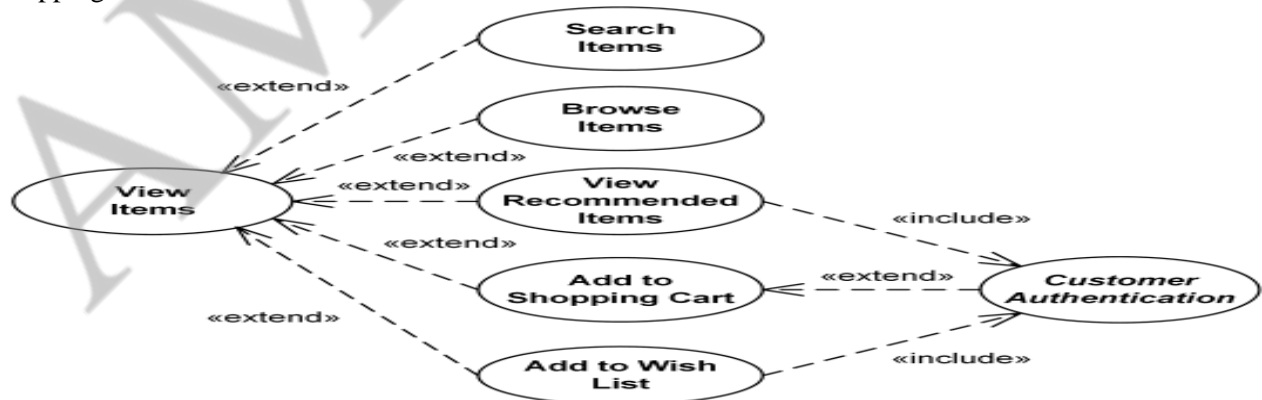 Search
Items
«extend»
Browse
Items
«extend»
View
Items
«extend»
View
Recommended
Items
«include»
«extend»
Add to
Shopping Cart
«extend»
Customer
Authentication
«extend»
Add to Wish
List
«include»